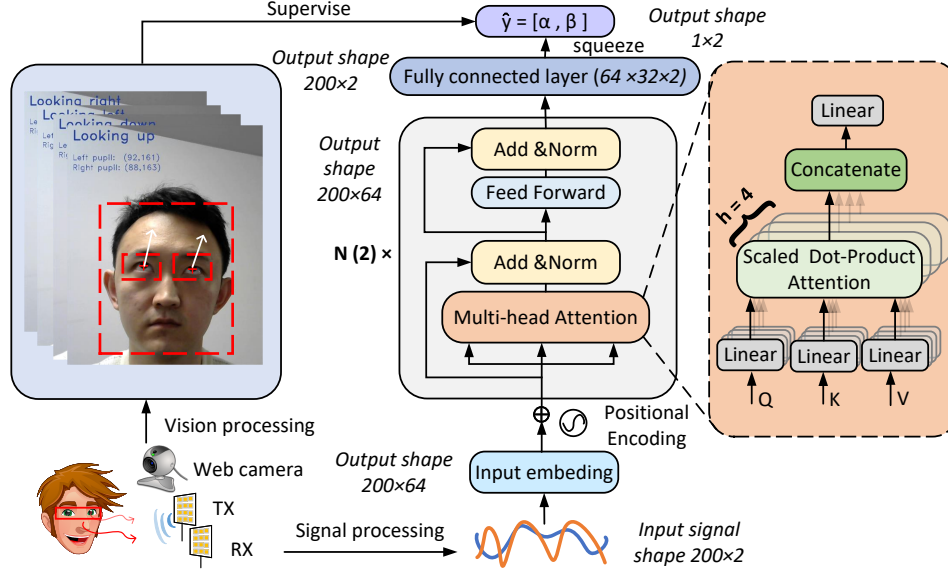 Supervise
ŷ = [α , β ]
Output shape
1×2
squeeze
Output shape
200×2
Fully connected layer (64 ×32×2)
Looking right
Looking left
Looking down
Looking up
Left pupil: (92,161)
Right pupil: (88,163)
Output shape
200×64
Add &Norm
Feed Forward
N (2) ×
Add &Norm
Multi-head Attention
Linear
Concatenate
h = 4
Scaled Dot-Product
Attention
Linear
Linear
Linear
Q
K
V
Positional
Encoding
Vision processing
Web camera
Output shape
200×64
Input embeding
TX
RX
Signal processing
Input signal
shape 200×2